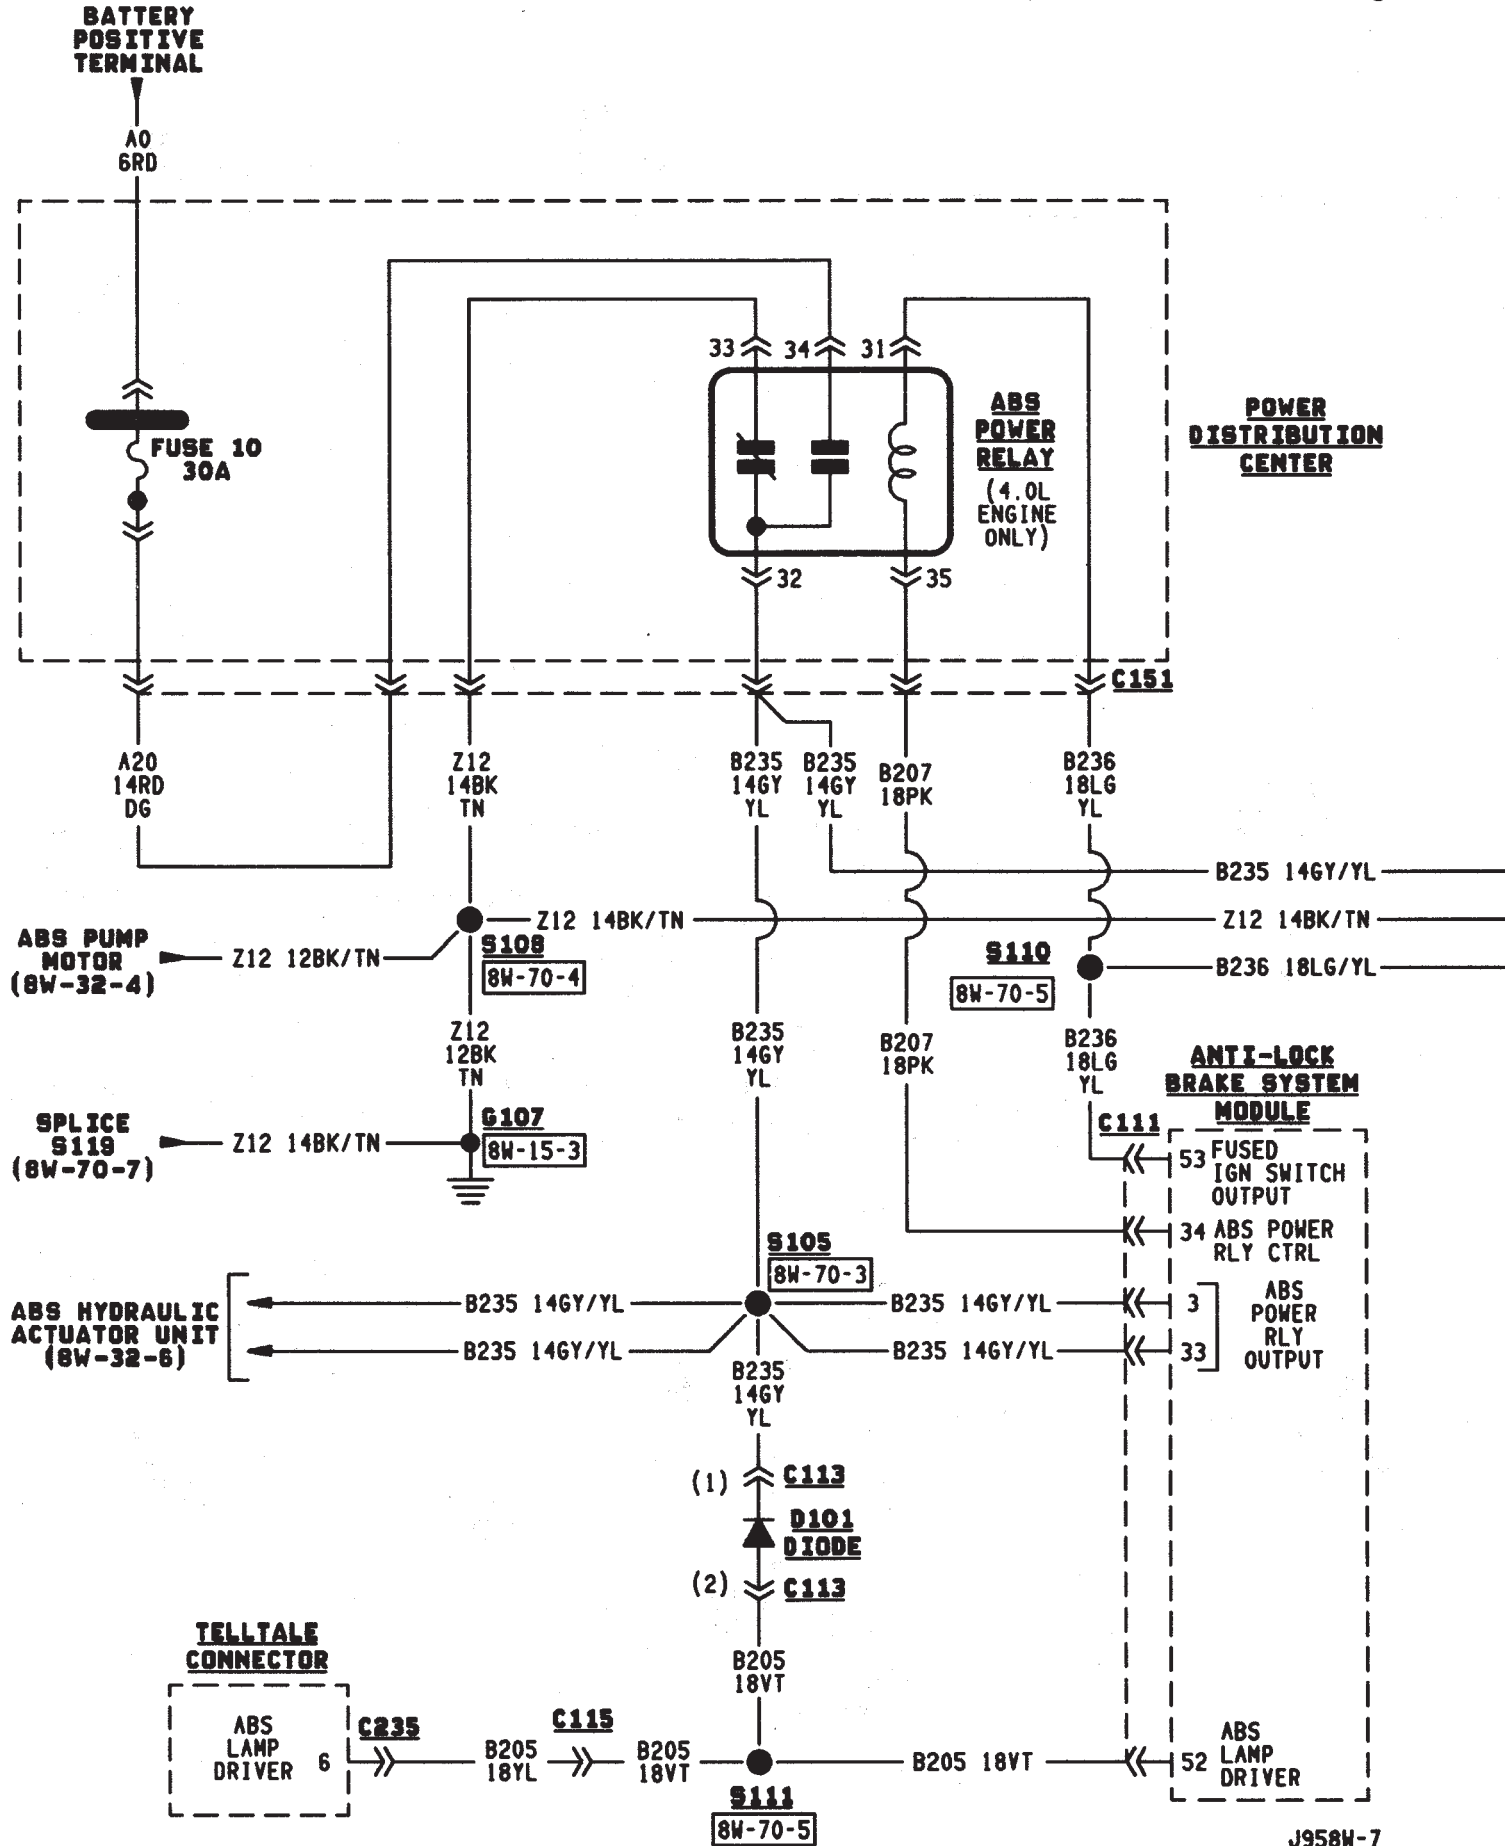 BATTERY
POSITIVE
TERMINAL
A0
6RD
33
34
31
FUSE 10
30A
ABS
POWER
RELAY
(4.0L
ENGINE
ONLY)
POWER
DISTRIBUTION
CENTER
32
35
C151
A20
14RD
DG
Z12
14BK
TN
B235
14GY
YL
B235
14GY
YL
B207
18PK
B236
18LG
YL
B235 14GY/YL
Z12 14BK/TN
Z12 14BK/TN
ABS PUMP
MOTOR
(8W-32-4)
Z12 12BK/TN
S108
8W-70-4
S110
8W-70-5
B236 18LG/YL
Z12
12BK
TN
B235
14GY
YL
B207
18PK
B236
18LG
YL
ANTI-LOCK
BRAKE SYSTEM
MODULE
SPLICE
S119
(8W-70-7)
Z12 14BK/TN
G107
8W-15-3
C111
53
FUSED
IGN SWITCH
OUTPUT
34
ABS POWER
RLY CTRL
S105
8W-70-3
ABS HYDRAULIC
ACTUATOR UNIT
(8W-32-6)
B235 14GY/YL
B235 14GY/YL
B235 14GY/YL
B235 14GY/YL
3
33
ABS
POWER
RLY
OUTPUT
B235
14GY
YL
(1)
C113
D101
DIODE
(2)
C113
B205
18VT
TELLTALE
CONNECTOR
ABS
LAMP
DRIVER
6
C235
B205
18YL
C115
B205
18VT
S111
8W-70-5
B205 18VT
52
ABS
LAMP
DRIVER
J958W-7